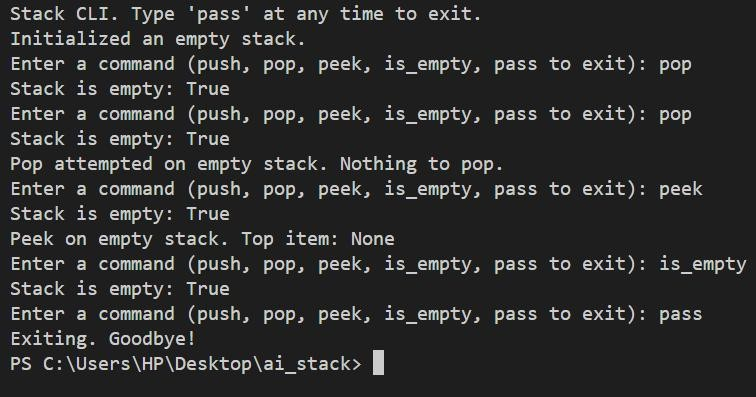 Stack CLI. Type 'pass' at any time to exit.
Initialized an empty stack.
Enter a command (push, pop, peek, is_empty, pass to exit): pop
Stack is empty: True
Enter a command (push, pop, peek, is_empty, pass to exit): pop
Stack is empty: True
Pop attempted on empty stack. Nothing to pop.
Enter a command (push, pop, peek, is_empty, pass to exit): peek
Stack is empty: True
Peek on empty stack. Top item: None
Enter a command (push, pop, peek, is_empty, pass to exit): is_empty
Stack is empty: True
Enter a command (push, pop, peek, is_empty, pass to exit): pass
Exiting. Goodbye!
PS C:\Users\HP\Desktop\ai_stack>